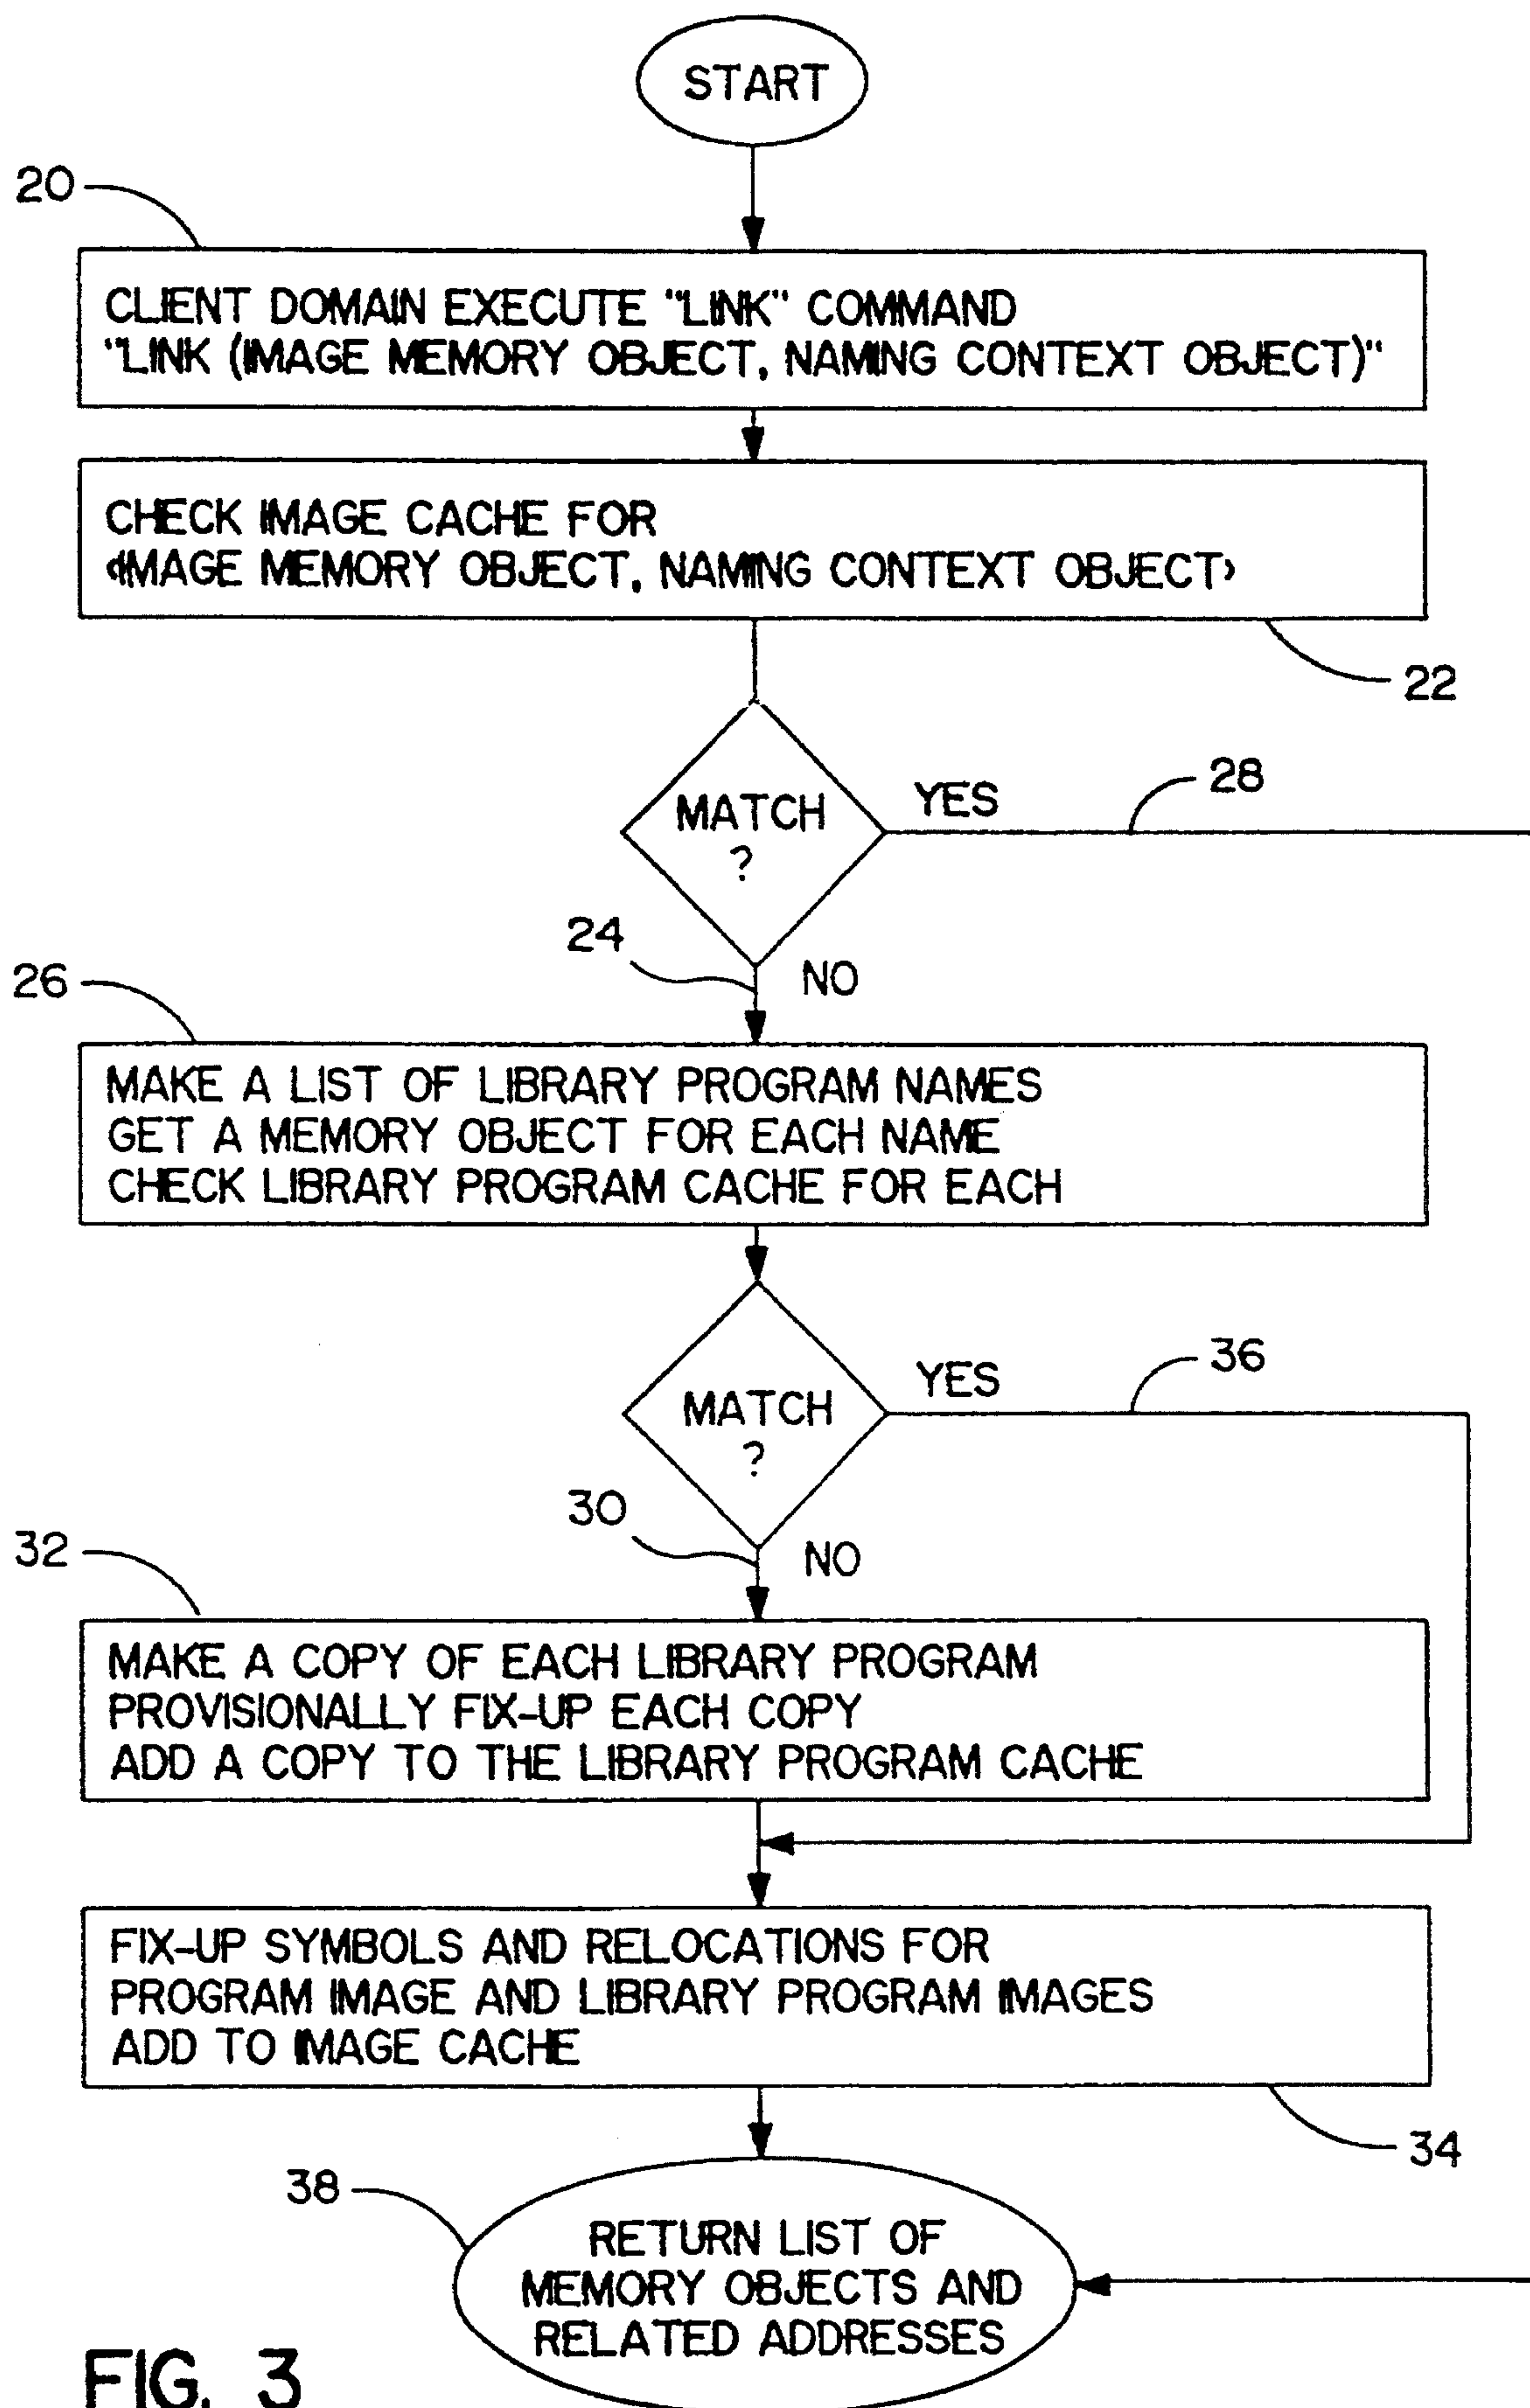 START
20
CLIENT DOMAIN EXECUTE "LINK" COMMAND
"LINK (IMAGE MEMORY OBJECT, NAMING CONTEXT OBJECT)"
CHECK IMAGE CACHE FOR
<IMAGE MEMORY OBJECT, NAMING CONTEXT OBJECT>
22
MATCH
?
YES
28
24
NO
26
MAKE A LIST OF LIBRARY PROGRAM NAMES
GET A MEMORY OBJECT FOR EACH NAME
CHECK LIBRARY PROGRAM CACHE FOR EACH
MATCH
?
YES
36
30
NO
32
MAKE A COPY OF EACH LIBRARY PROGRAM
PROVISIONALLY FIX-UP EACH COPY
ADD A COPY TO THE LIBRARY PROGRAM CACHE
FIX-UP SYMBOLS AND RELOCATIONS FOR
PROGRAM IMAGE AND LIBRARY PROGRAM IMAGES
ADD TO IMAGE CACHE
34
38
RETURN LIST OF
MEMORY OBJECTS AND
RELATED ADDRESSES
FIG. 3